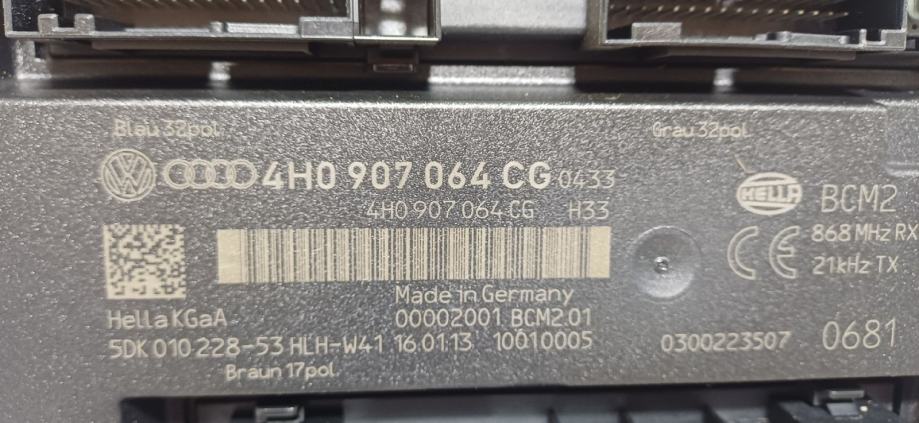 Blau 32pol.
Grau 32pol.
4H0 907 064 CG 0433
4H0 907 064 CG H33
HELLA
BCM2
CE
868 MHz RX
21kHz TX
Made in Germany
Hella KGaA
00002001 BCM2.01
5DK 010 228-53 HLH-W41 16.01.13 10010005
0300223507
0681
Braun 17pol.